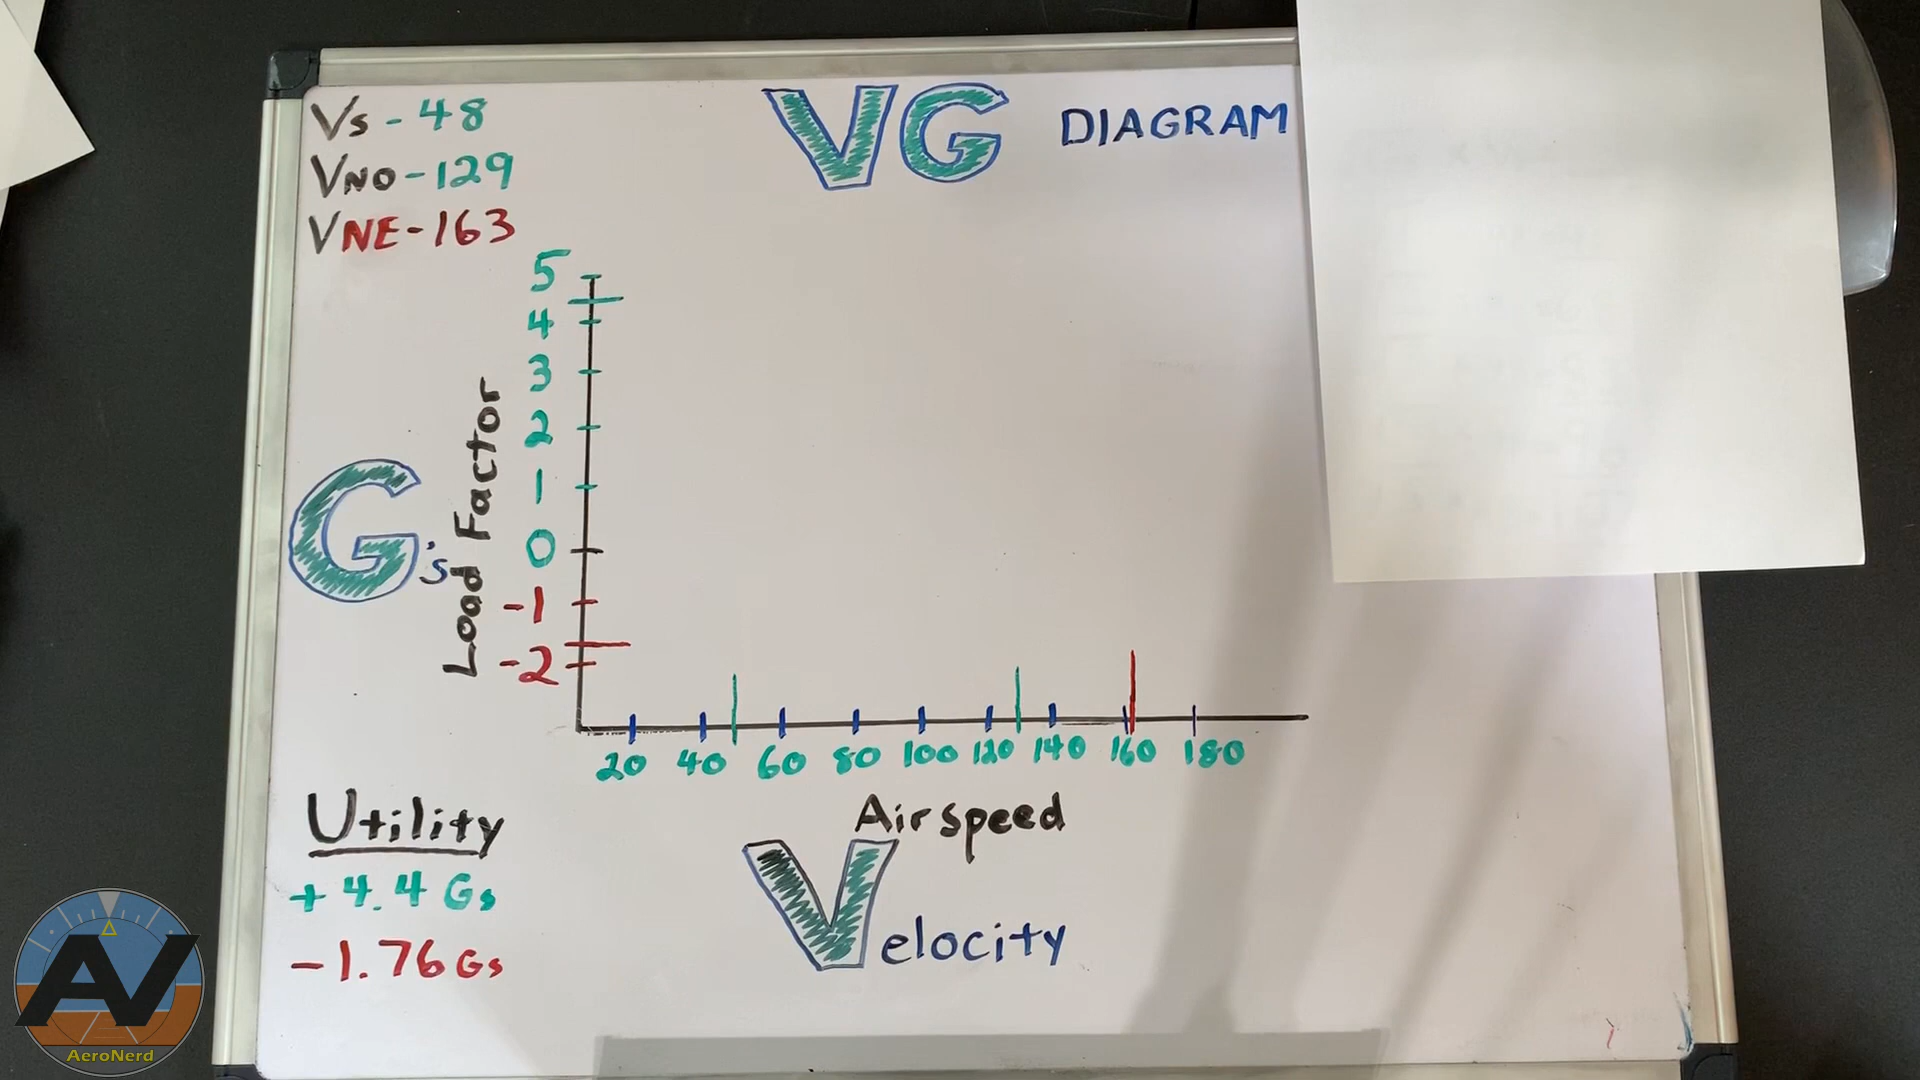 VG DIAGRAM
Vs - 48
VNO - 129
VNE - 163
5
4
3
2
1
0
-1
-2
G's
Load Factor
20 40 60 80 100 120 140 160 180
Airspeed
Velocity
Utility
+ 4.4 Gs
- 1.76 Gs
AV
AeroNerd